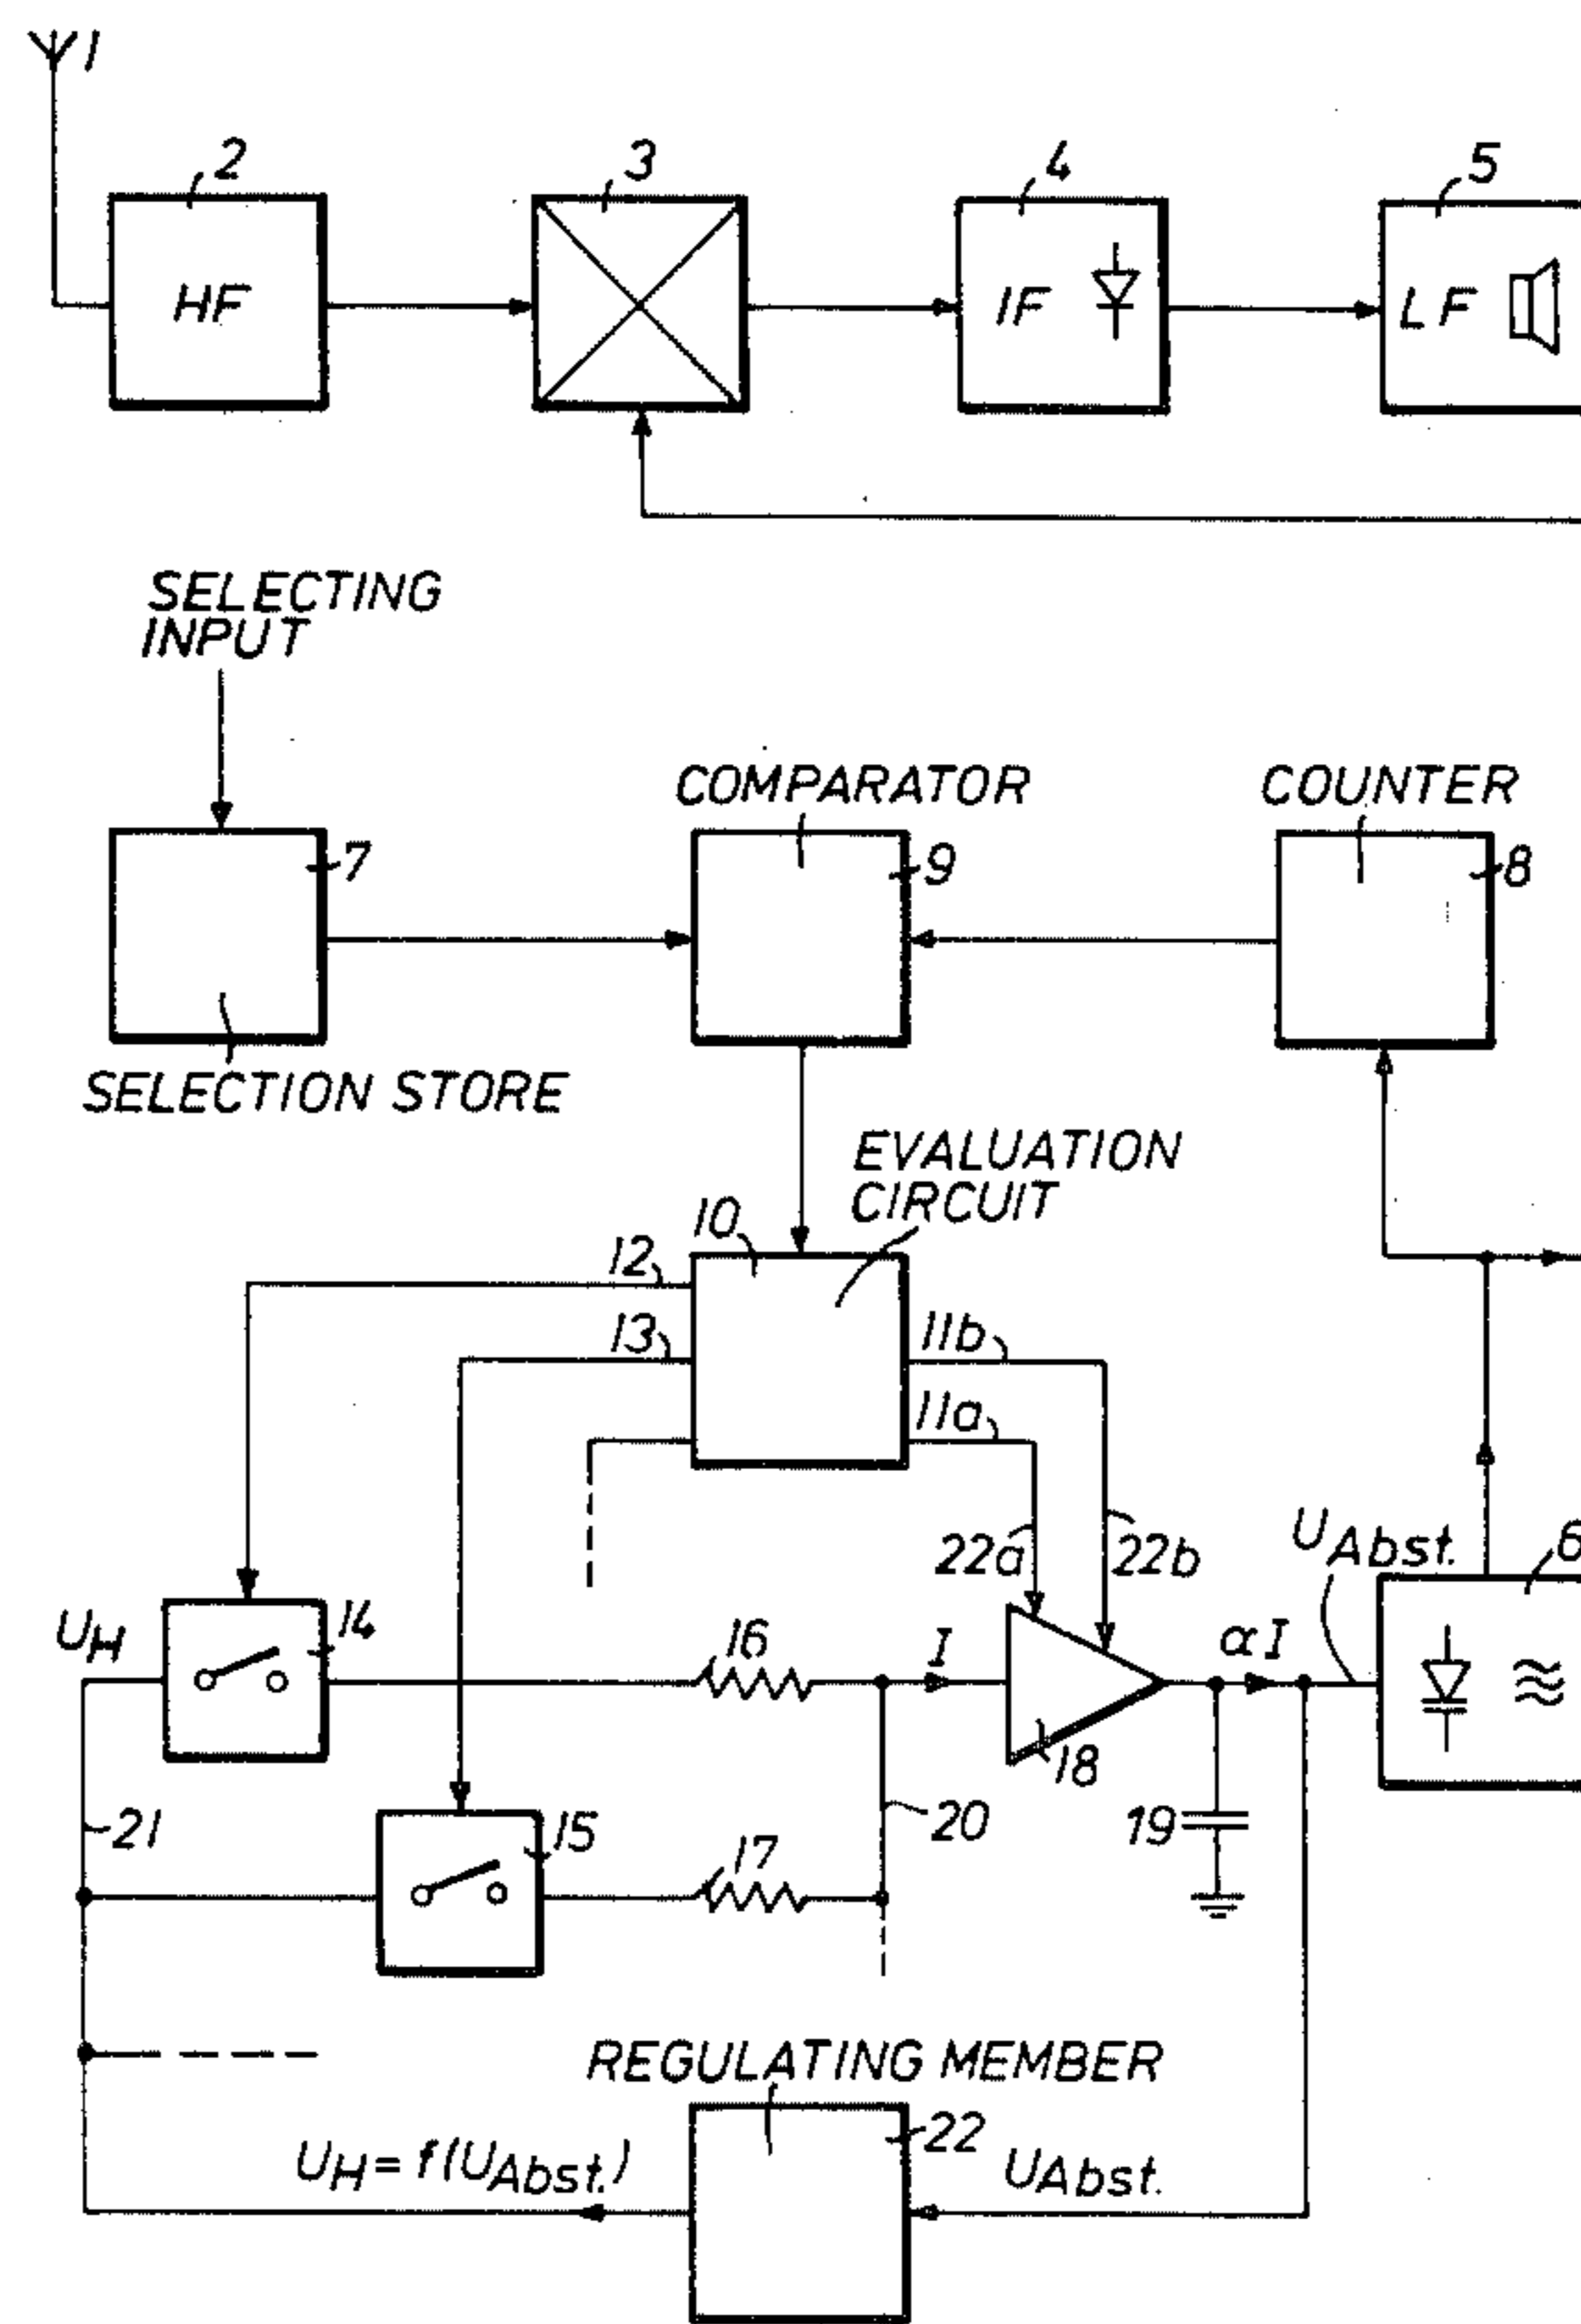 1
2
3
4
5
HF
IF
LF
SELECTING
INPUT
COMPARATOR
COUNTER
7
9
8
SELECTION STORE
EVALUATION
CIRCUIT
10
12
13
11b
11a
22a
22b
UAbst.
6
UH
14
16
I
αI
18
15
17
20
19
21
REGULATING MEMBER
22
UH = f(UAbst.)
UAbst.